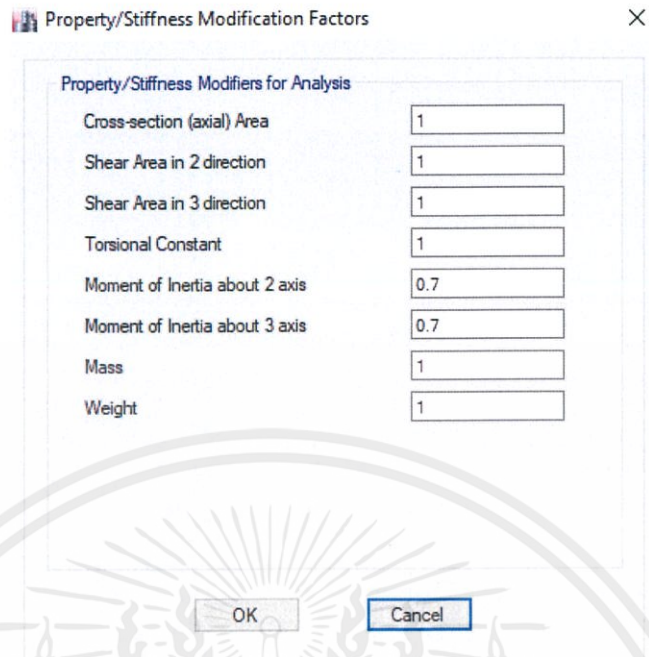 Property/Stiffness Modification Factors
Property/Stiffness Modifiers for Analysis
Cross-section (axial) Area 1
Shear Area in 2 direction 1
Shear Area in 3 direction 1
Torsional Constant 1
Moment of Inertia about 2 axis 0.7
Moment of Inertia about 3 axis 0.7
Mass 1
Weight 1
OK Cancel